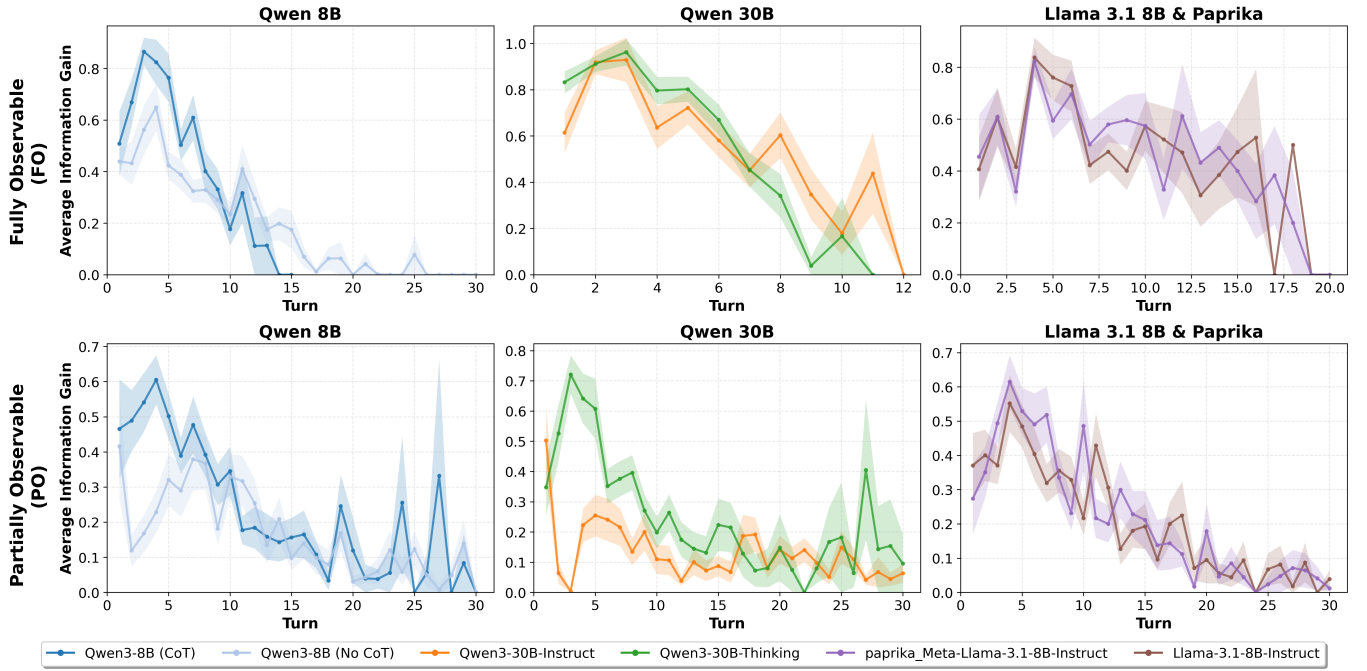 Qwen 8B
Qwen 30B
Llama 3.1 8B & Paprika
Fully Observable
(FO)
Average Information Gain
0.8
0.6
0.4
0.2
0.0
0 5 10 15 20 25 30
Turn
1.0
0.8
0.6
0.4
0.2
0.0
0 2 4 6 8 10 12
Turn
0.8
0.6
0.4
0.2
0.0
0.0 2.5 5.0 7.5 10.0 12.5 15.0 17.5 20.0
Turn
Qwen 8B
Qwen 30B
Llama 3.1 8B & Paprika
Partially Observable
(PO)
Average Information Gain
0.7
0.6
0.5
0.4
0.3
0.2
0.1
0.0
0 5 10 15 20 25 30
Turn
0.8
0.7
0.6
0.5
0.4
0.3
0.2
0.1
0.0
0 5 10 15 20 25 30
Turn
0.7
0.6
0.5
0.4
0.3
0.2
0.1
0.0
0 5 10 15 20 25 30
Turn
Qwen3-8B (CoT) Qwen3-8B (No CoT) Qwen3-30B-Instruct Qwen3-30B-Thinking paprika_Meta-Llama-3.1-8B-Instruct Llama-3.1-8B-Instruct